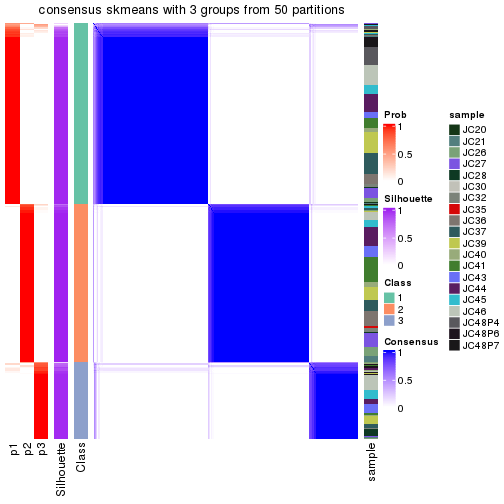 consensus skmeans with 3 groups from 50 partitions
Prob
1
0.5
0
Silhouette
1
0.5
0
Class
1
2
3
Consensus
1
0.5
0
sample
JC20
JC21
JC26
JC27
JC28
JC30
JC32
JC35
JC36
JC37
JC39
JC40
JC41
JC43
JC44
JC45
JC46
JC48P4
JC48P6
JC48P7
p1
p2
p3
Silhouette
Class
sample